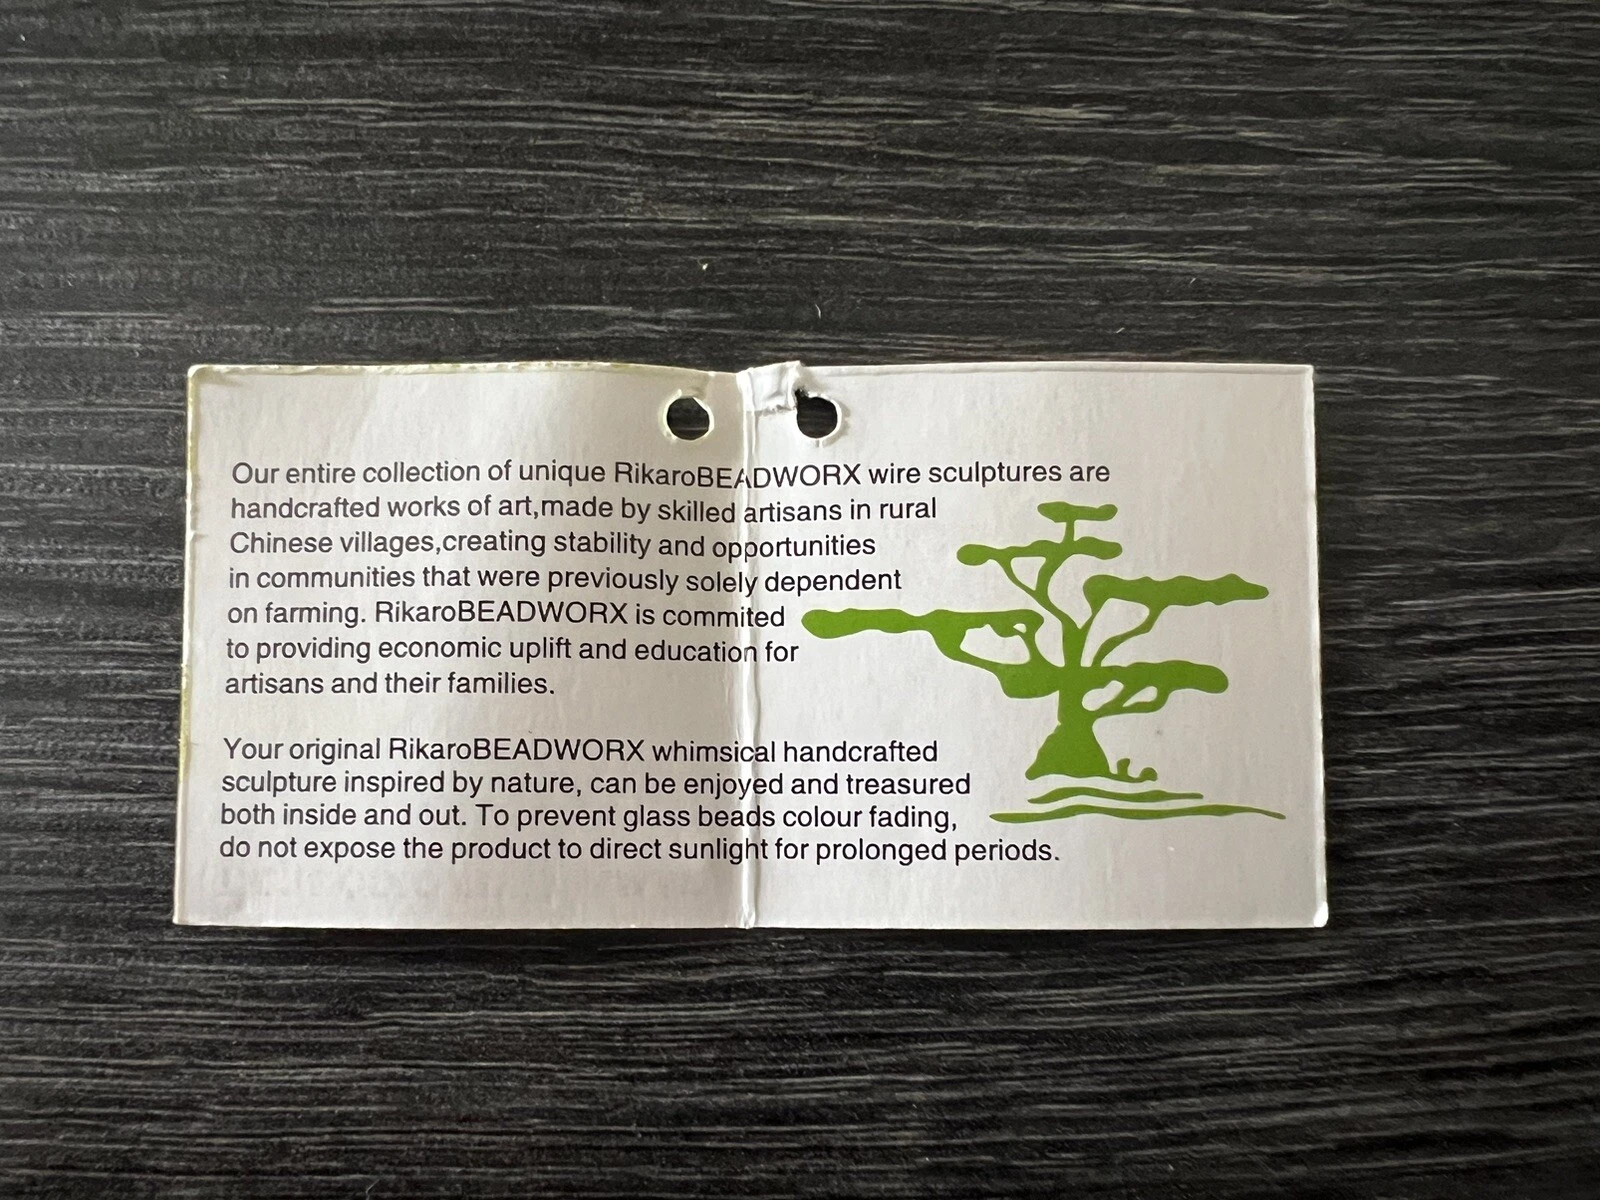 Our entire collection of unique RikaroBEADWORX wire sculptures are
handcrafted works of art,made by skilled artisans in rural
Chinese villages,creating stability and opportunities
in communities that were previously solely dependent
on farming. RikaroBEADWORX is commited
to providing economic uplift and education for
artisans and their families.
Your original RikaroBEADWORX whimsical handcrafted
sculpture inspired by nature, can be enjoyed and treasured
both inside and out. To prevent glass beads colour fading,
do not expose the product to direct sunlight for prolonged periods.